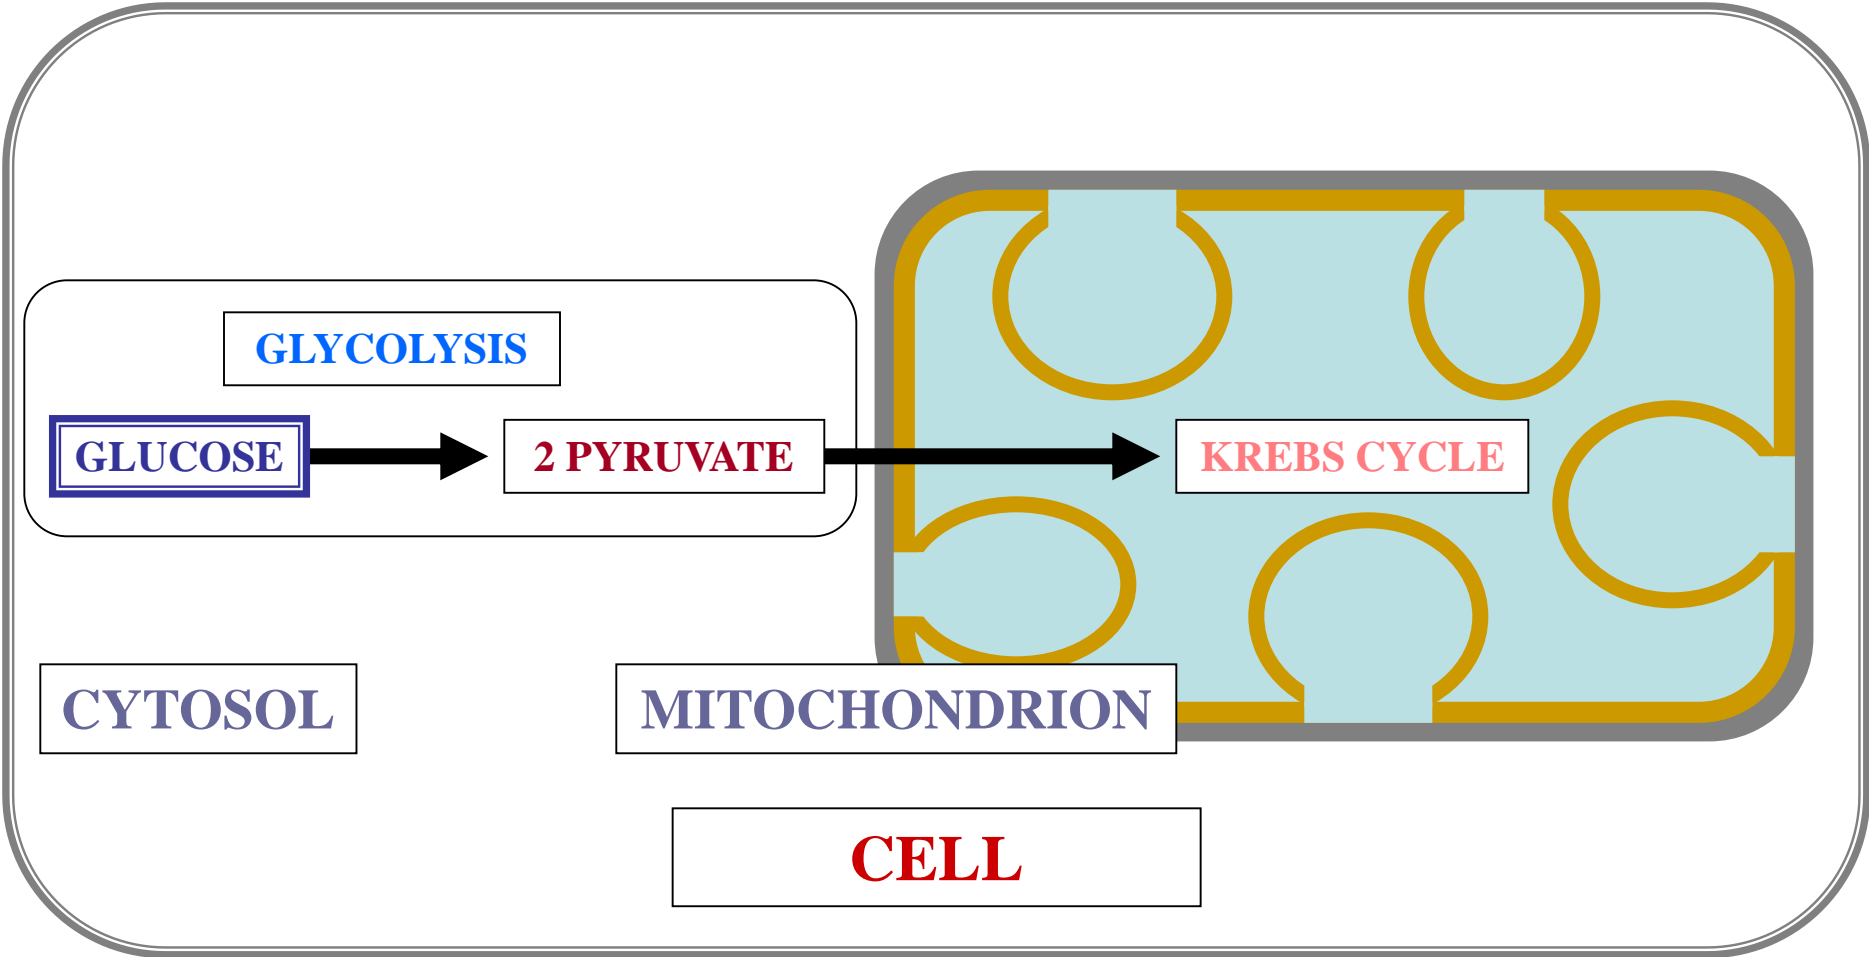 GLYCOLYSIS
GLUCOSE
2 PYRUVATE
KREBS CYCLE
CYTOSOL
MITOCHONDRION
CELL